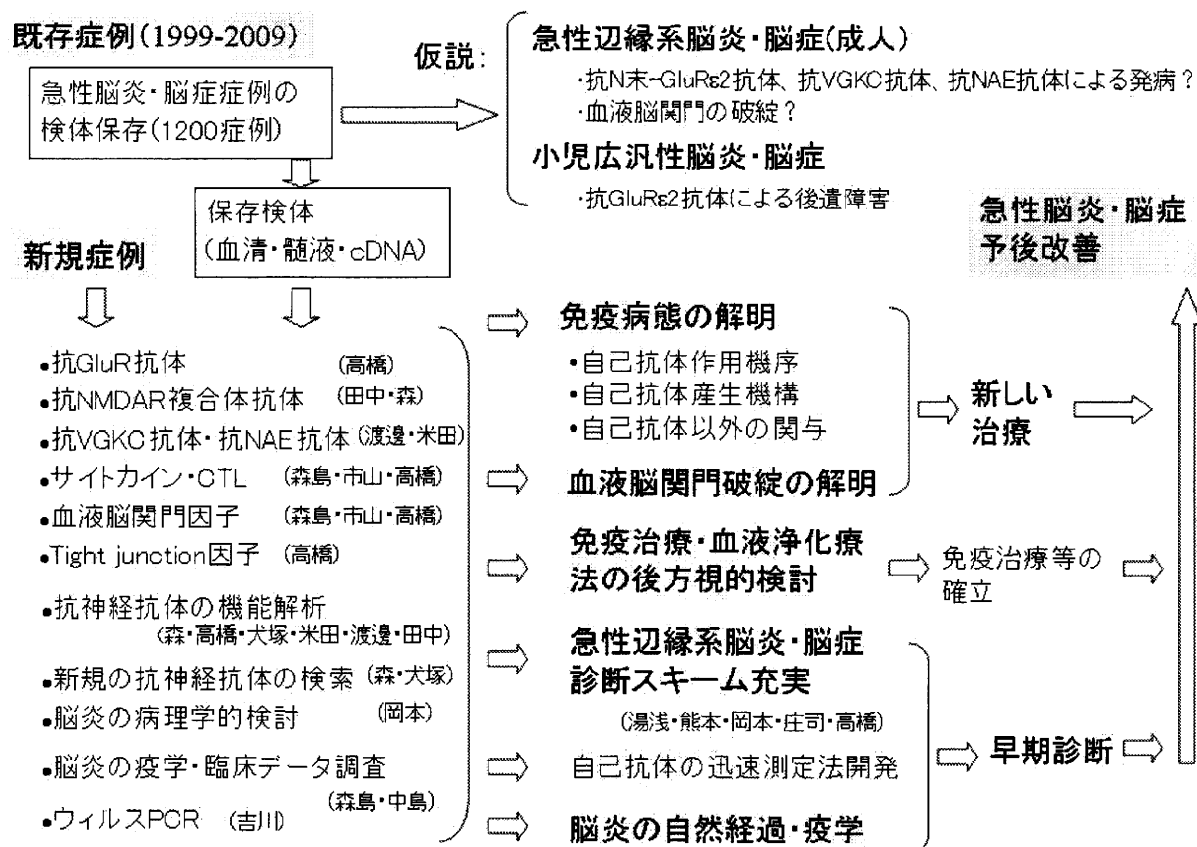 既存症例(1999-2009)
急性脳炎・脳症症例の
検体保存(1200症例)
仮説:
急性辺縁系脳炎・脳症(成人)
・抗N末-GluRε2抗体、抗VGKC抗体、抗NAE抗体による発病?
・血液脳関門の破綻?
小児広汎性脳炎・脳症
・抗GluRε2抗体による後遺障害
保存検体
(血清・髄液・cDNA)
新規症例
急性脳炎・脳症
予後改善
•抗GluR抗体 (高橋)
•抗NMDAR複合体抗体 (田中・森)
•抗VGKC抗体・抗NAE抗体(渡邉・米田)
•サイトカイン・CTL (森島・市山・高橋)
•血液脳関門因子 (森島・市山・高橋)
•Tight junction因子 (高橋)
•抗神経抗体の機能解析
(森・高橋・犬塚・米田・渡邉・田中)
•新規の抗神経抗体の検索 (森・犬塚)
•脳炎の病理学的検討 (岡本)
•脳炎の疫学・臨床データ調査
(森島・中島)
•ウィルスPCR (吉川)
免疫病態の解明
•自己抗体作用機序
•自己抗体産生機構
•自己抗体以外の関与
血液脳関門破綻の解明
新しい
治療
免疫治療・血液浄化療
法の後方視的検討
免疫治療等の
確立
急性辺縁系脳炎・脳症
診断スキーム充実
(湯浅・熊本・岡本・庄司・高橋)
自己抗体の迅速測定法開発
脳炎の自然経過・疫学
早期診断